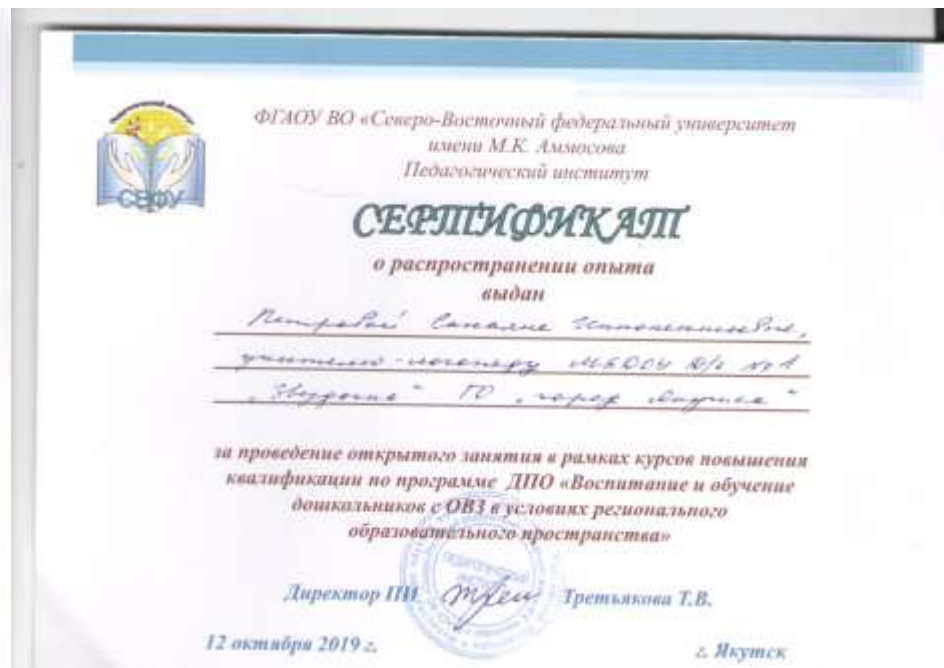 СВФУ
ФГАОУ ВО «Северо-Восточный федеральный университет
имени М.К. Аммосова
Педагогический институт
СЕРТИФИКАТ
о распространении опыта
выдан
Петровой Иннокентьевне,
учителю-логопеду МБДОУ Д/с №1
„Звездочка“ ГО „город Якутск“
за проведение открытого занятия в рамках курсов повышения
квалификации по программе ДПО «Воспитание и обучение
дошкольников с ОВЗ в условиях регионального
образовательного пространства»
Директор ПИ Третьякова Т.В.
12 октября 2019 г. г. Якутск